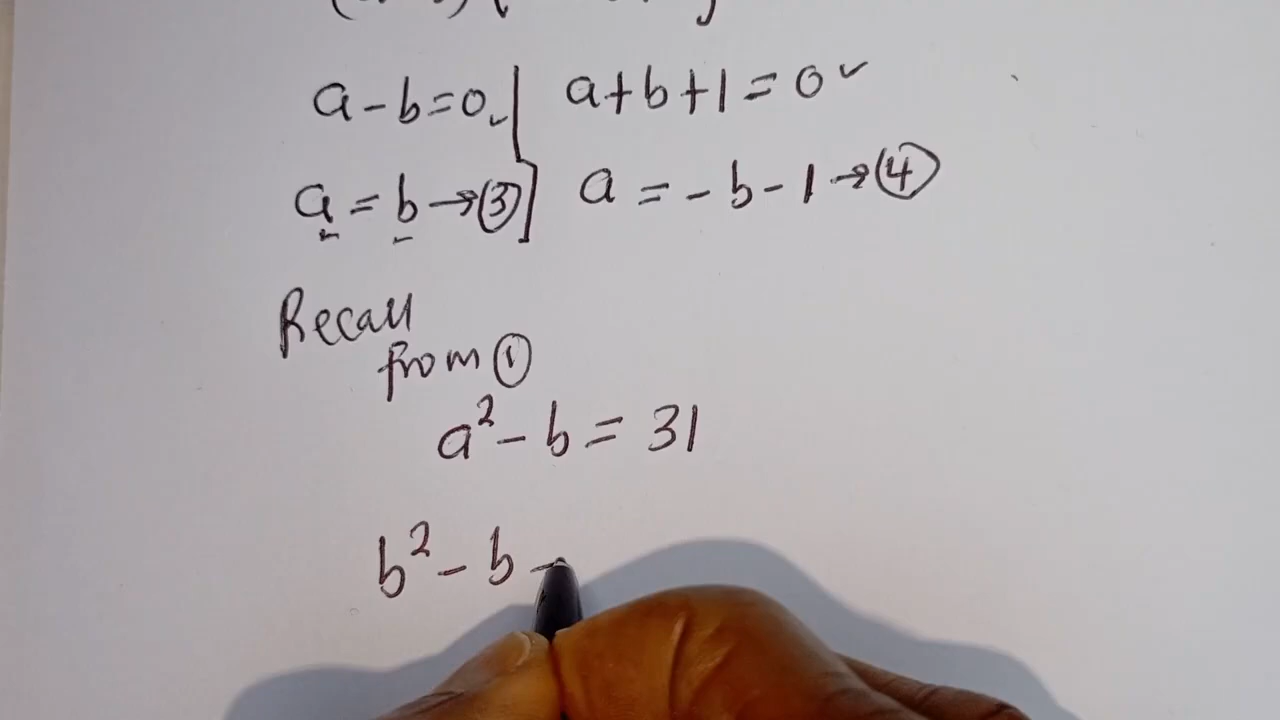 a - b = 0 | a + b + 1 = 0
a = b → ③ ] a = - b - 1 → ④
Recall
from ①
a² - b = 31
b² - b -